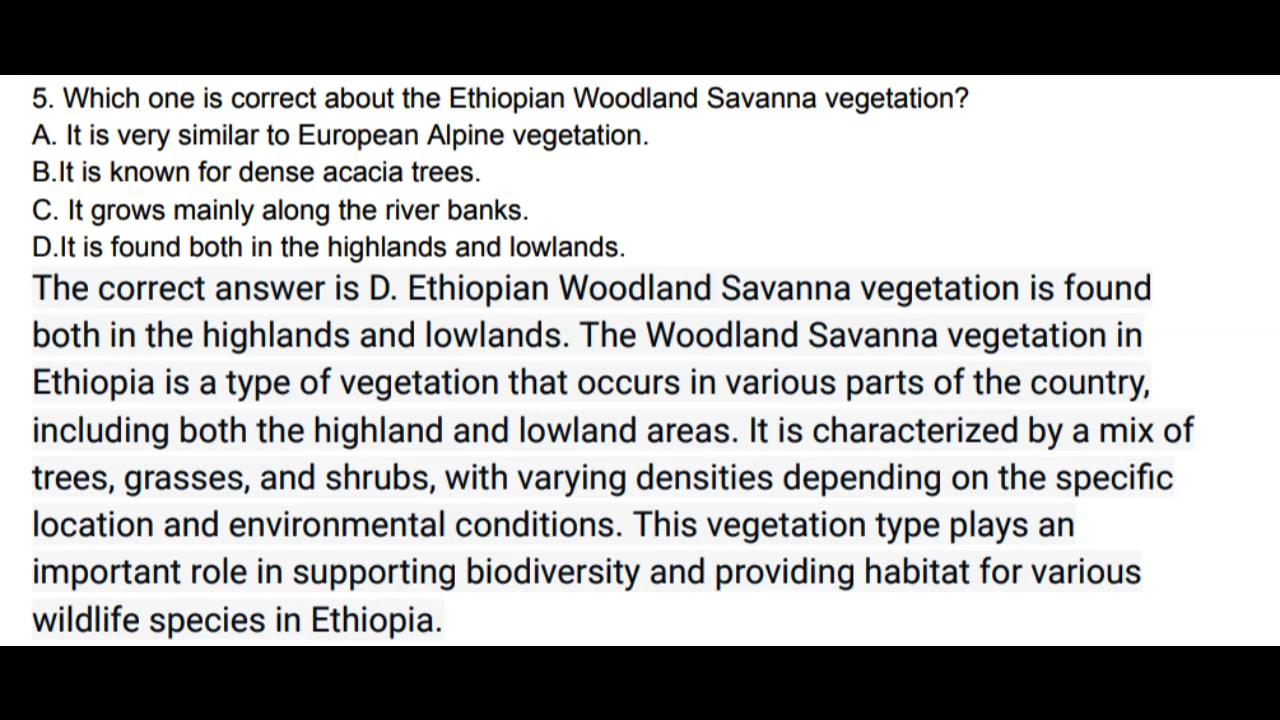 5. Which one is correct about the Ethiopian Woodland Savanna vegetation?
A. It is very similar to European Alpine vegetation.
B.It is known for dense acacia trees.
C. It grows mainly along the river banks.
D.It is found both in the highlands and lowlands.
The correct answer is D. Ethiopian Woodland Savanna vegetation is found
both in the highlands and lowlands. The Woodland Savanna vegetation in
Ethiopia is a type of vegetation that occurs in various parts of the country,
including both the highland and lowland areas. It is characterized by a mix of
trees, grasses, and shrubs, with varying densities depending on the specific
location and environmental conditions. This vegetation type plays an
important role in supporting biodiversity and providing habitat for various
wildlife species in Ethiopia.